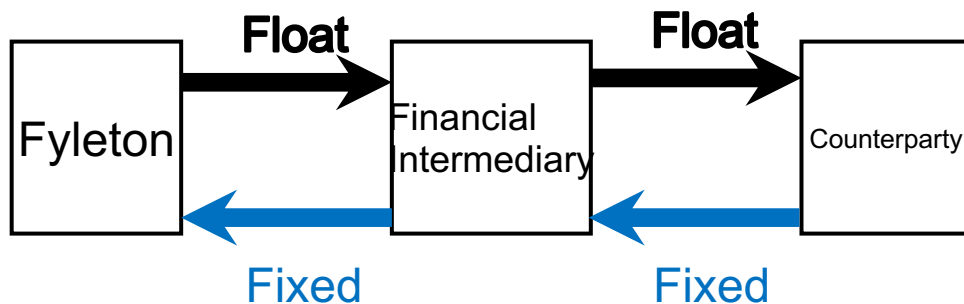 Float
Float
Fyleton
Financial
Intermediary
Counterparty
Fixed
Fixed